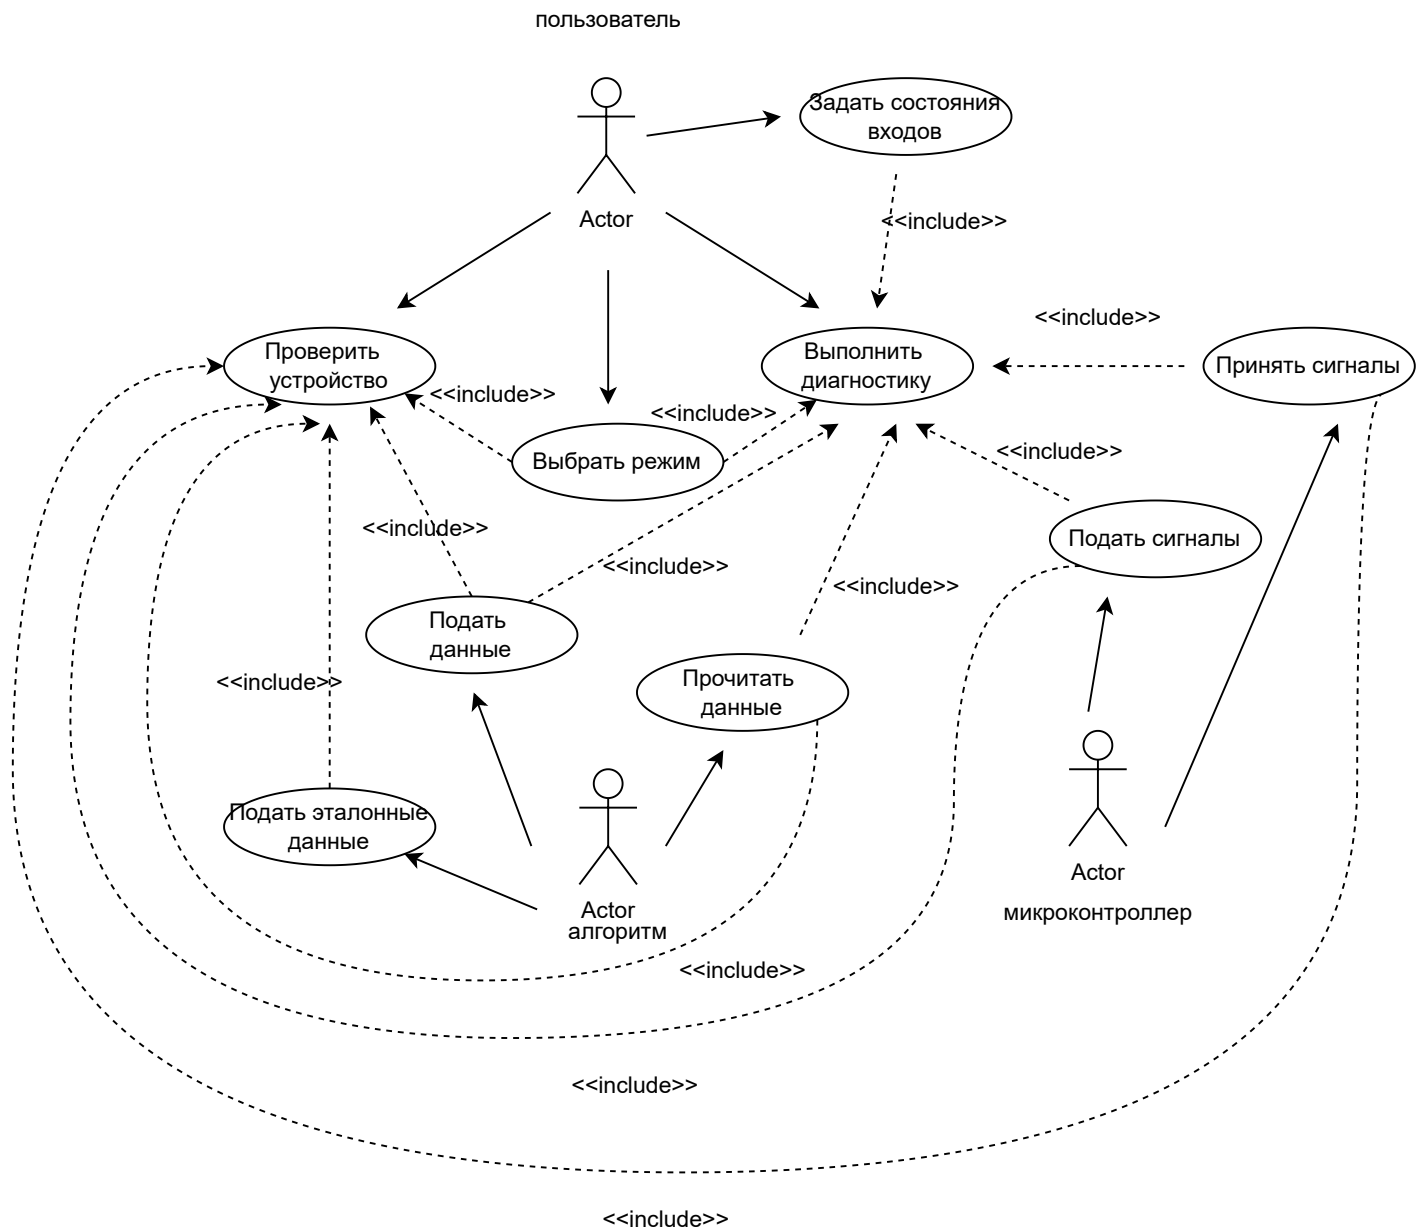 пользователь
Задать состояния
входов
Actor
<<include>>
<<include>>
Проверить
устройство
Выполнить
диагностику
Принять сигналы
<<include>>
<<include>>
Выбрать режим
<<include>>
<<include>>
Подать сигналы
<<include>>
<<include>>
Подать
данные
<<include>>
Прочитать
данные
Подать эталонные
данные
Actor
алгоритм
Actor
микроконтроллер
<<include>>
<<include>>
<<include>>